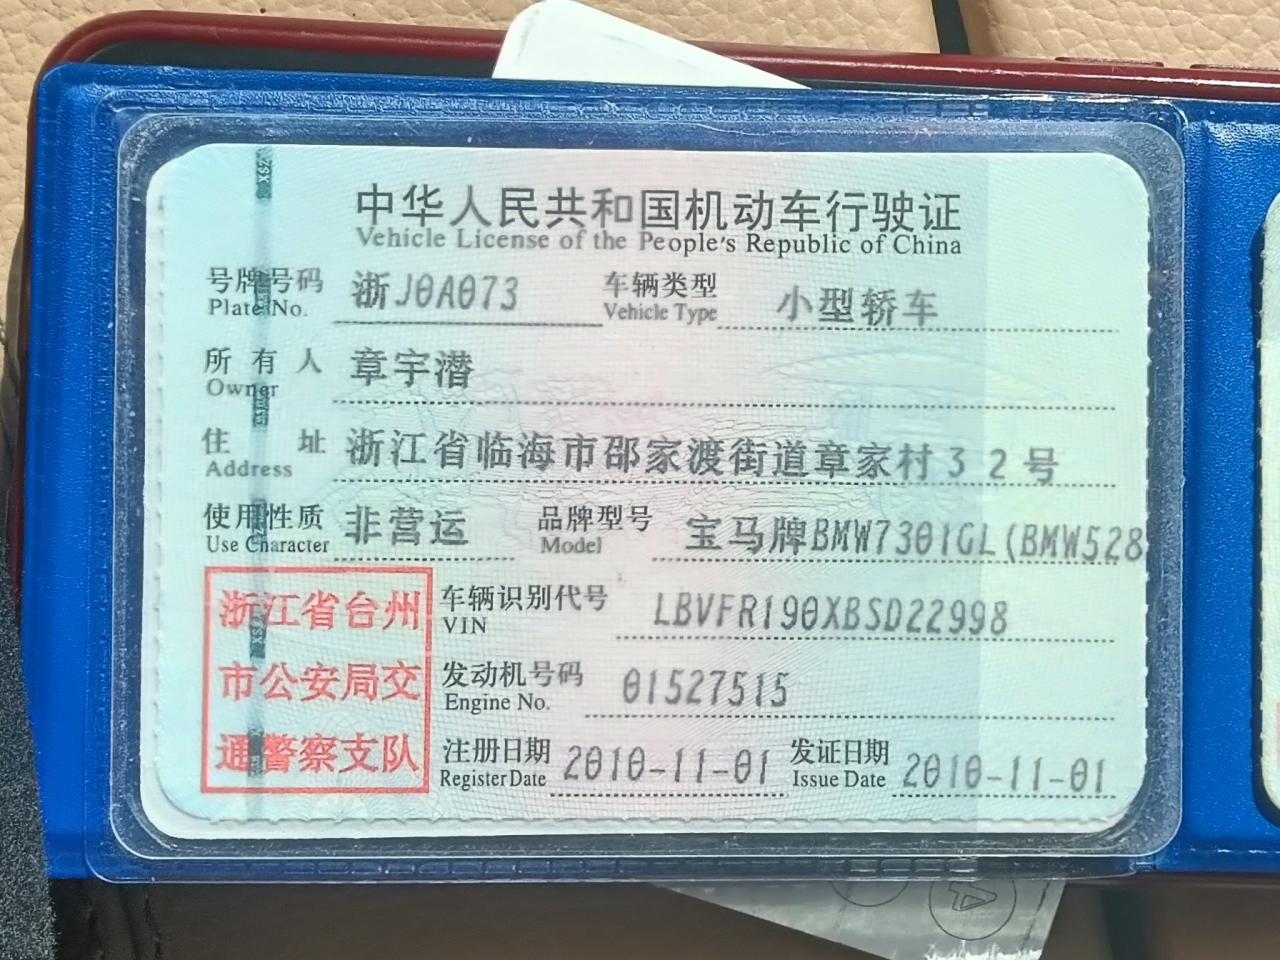 中华人民共和国机动车行驶证
Vehicle License of the People's Republic of China
号牌号码 浙J0A073 车辆类型 小型轿车
Plate No. Vehicle Type
所有人 章宇潜
Owner
住址 浙江省临海市邵家渡街道章家村32号
Address
使用性质 非营运 品牌型号 宝马牌BMW7301GL(BMW528
Use Character Model
浙江省台州
市公安局交
通警察支队
车辆识别代号 LBVFR190XBSD22998
VIN
发动机号码 01527515
Engine No.
注册日期 2010-11-01 发证日期 2010-11-01
Register Date Issue Date